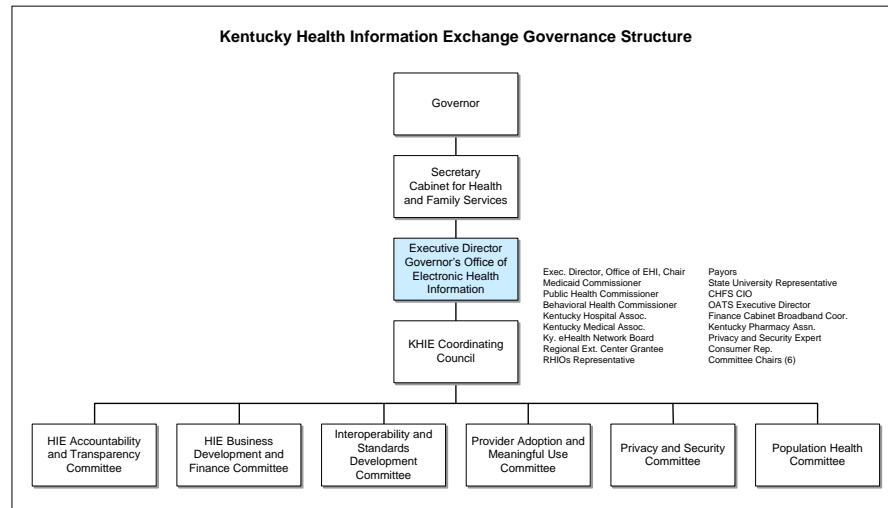 Kentucky Health Information Exchange Governance Structure
Governor
Secretary
Cabinet for Health
and Family Services
Executive Director
Governor's Office of
Electronic Health
Information
KHIE Coordinating
Council
Exec. Director, Office of EHI, Chair
Medicaid Commissioner
Public Health Commissioner
Behavioral Health Commissioner
Kentucky Hospital Assoc.
Kentucky Medical Assoc.
Ky. eHealth Network Board
Regional Ext. Center Grantee
RHIOs Representative
Payors
State University Representative
CHFS CIO
OATS Executive Director
Finance Cabinet Broadband Coor.
Kentucky Pharmacy Assn.
Privacy and Security Expert
Consumer Rep.
Committee Chairs (6)
HIE Accountability
and Transparency
Committee
HIE Business
Development and
Finance Committee
Interoperability and
Standards
Development
Committee
Provider Adoption and
Meaningful Use
Committee
Privacy and Security
Committee
Population Health
Committee